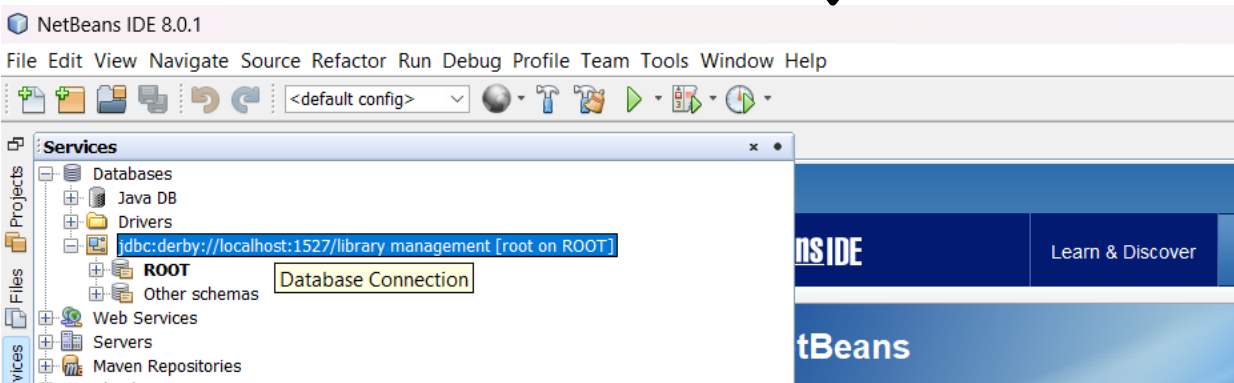 NetBeans IDE 8.0.1
File Edit View Navigate Source Refactor Run Debug Profile Team Tools Window Help
<default config>
Services
Projects
Files
Databases
Java DB
Drivers
jdbc:derby://localhost:1527/library management [root on ROOT]
ROOT
Database Connection
Other schemas
Web Services
Servers
Maven Repositories
IDE
Learn & Discover
tBeans